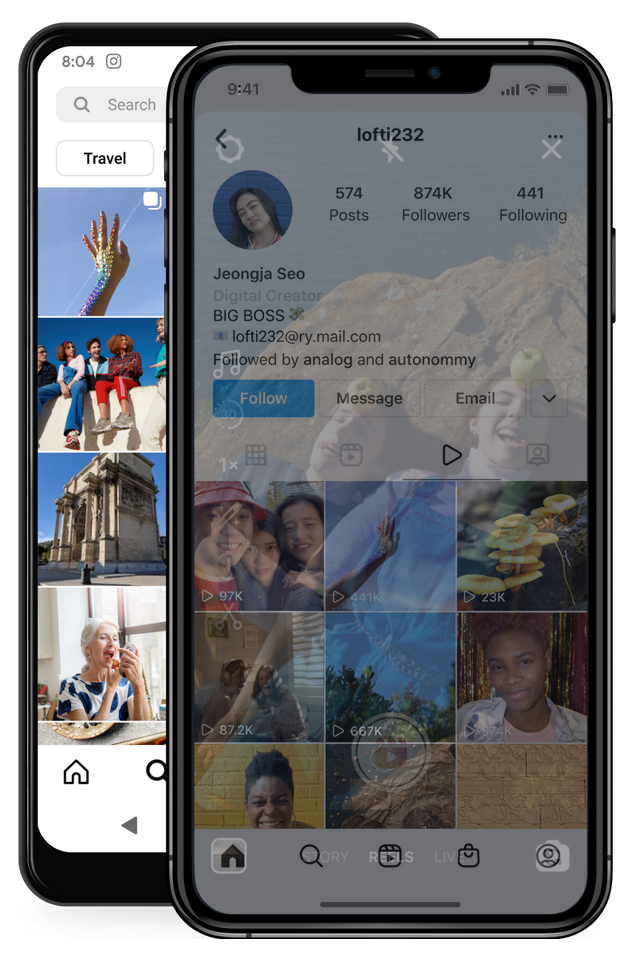 8:04
Search
Travel
9:41
lofti232
574 874K 441
Posts Followers Following
Jeongja Seo
Digital Creator
BIG BOSS
lofti232@ry.mail.com
Followed by analog and autonommy
Follow Message Email
30
1×
97K 441K 23K
87.2K 667K 574K
STORY REELS LIVE